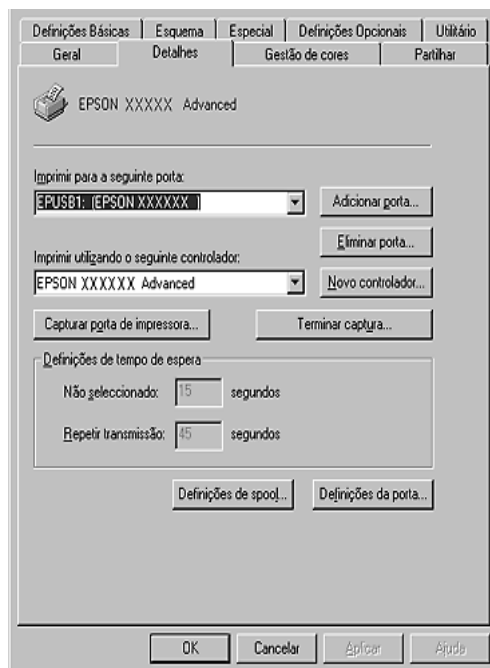 Definições Básicas Esquema Especial Definições Opcionais Utilitário
Geral Detalhes Gestão de cores Partilhar
EPSON XXXXX Advanced
Imprimir para a seguinte porta:
EPUSB1: (EPSON XXXXXX ) Adicionar porta...
Eliminar porta...
Imprimir utilizando o seguinte controlador:
EPSON XXXXXX Advanced Novo controlador...
Capturar porta de impressora... Terminar captura...
Definições de tempo de espera
Não seleccionado: 15 segundos
Repetir transmissão: 45 segundos
Definições de spool... Definições da porta...
OK Cancelar Aplicar Ajuda